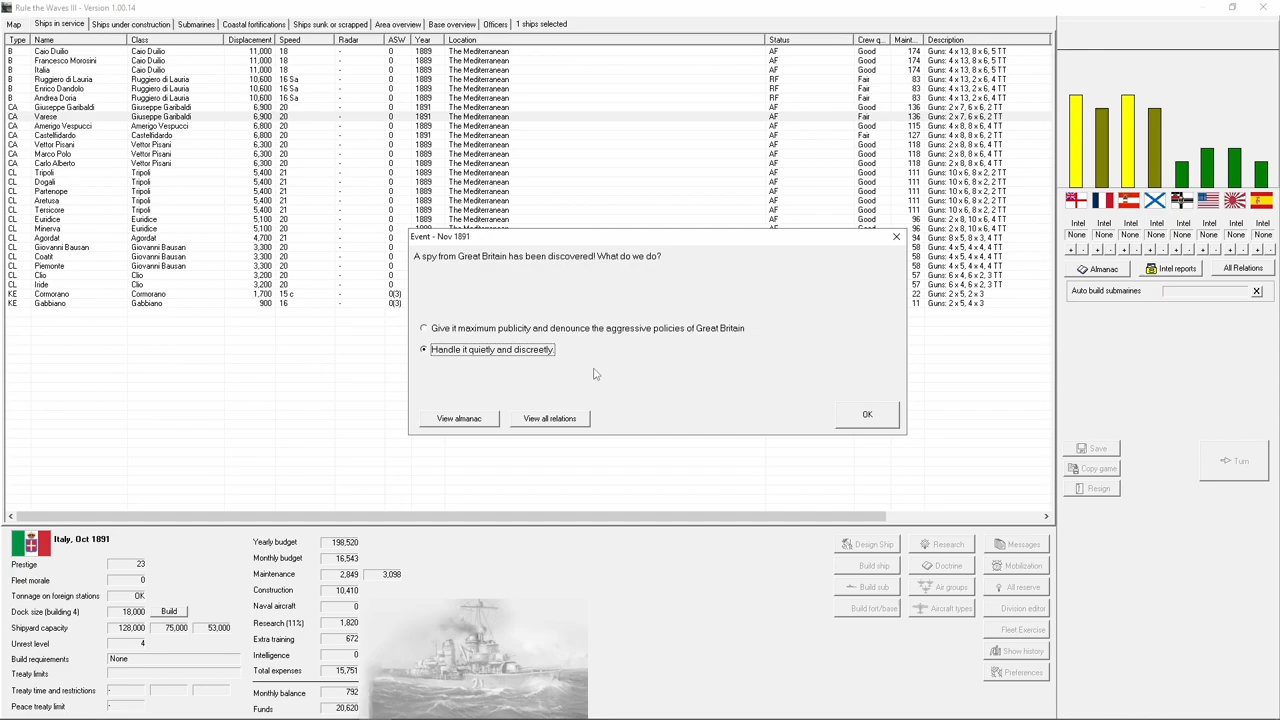 Rule the Waves III - Version 1.00.14
Map Ships in service Ships under construction Submarines Coastal fortifications Ships sunk or scrapped Area overview Base overview Officers 1 ships selected
Type Name Class Displacement Speed Radar ASW Year Location Status Crew q... Maint... Description
B Caio Duilio Caio Duilio 11,000 18 - 0 1889 The Mediterranean AF Good 174 Guns: 4 x 13, 8 x 6, 5 TT
B Francesco Morosini Caio Duilio 11,000 18 - 0 1889 The Mediterranean AF Good 174 Guns: 4 x 13, 8 x 6, 5 TT
B Italia Caio Duilio 11,000 18 - 0 1889 The Mediterranean AF Good 174 Guns: 4 x 13, 8 x 6, 5 TT
B Ruggiero di Lauria Ruggiero di Lauria 10,600 16 Sa - 0 1889 The Mediterranean RF Fair 83 Guns: 4 x 13, 2 x 6, 4 TT
B Enrico Dandolo Ruggiero di Lauria 10,600 16 Sa - 0 1889 The Mediterranean RF Fair 83 Guns: 4 x 13, 2 x 6, 4 TT
B Andrea Doria Ruggiero di Lauria 10,600 16 Sa - 0 1889 The Mediterranean RF Fair 83 Guns: 4 x 13, 2 x 6, 4 TT
CA Giuseppe Garibaldi Giuseppe Garibaldi 6,900 20 - 0 1891 The Mediterranean AF Good 136 Guns: 2 x 7, 6 x 6, 2 TT
CA Varese Giuseppe Garibaldi 6,900 20 - 0 1891 The Mediterranean AF Fair 136 Guns: 2 x 7, 6 x 6, 2 TT
CA Amerigo Vespucci Amerigo Vespucci 6,800 20 - 0 1889 The Mediterranean AF Good 115 Guns: 4 x 8, 8 x 6, 4 TT
CA Castelfidardo Vettor Pisani 6,300 20 - 0 1891 The Mediterranean AF Good 127 Guns: 2 x 8, 6 x 6, 4 TT
CA Vettor Pisani Vettor Pisani 6,300 20 - 0 1889 The Mediterranean AF Good 118 Guns: 2 x 8, 6 x 6, 4 TT
CA Marco Polo Vettor Pisani 6,300 20 - 0 1889 The Mediterranean AF Good 118 Guns: 2 x 8, 6 x 6, 4 TT
CA Carlo Alberto Vettor Pisani 6,300 20 - 0 1889 The Mediterranean AF Good 118 Guns: 2 x 8, 6 x 6, 4 TT
CL Tripoli Tripoli 5,400 21 - 0 1889 The Mediterranean AF Good 111 Guns: 10 x 6, 8 x 2, 2 TT
CL Dogali Tripoli 5,400 21 - 0 1889 The Mediterranean AF Good 111 Guns: 10 x 6, 8 x 2, 2 TT
CL Partenope Tripoli 5,400 21 - 0 1889 The Mediterranean AF Good 111 Guns: 10 x 6, 8 x 2, 2 TT
CL Aretusa Tripoli 5,400 21 - 0 1889 The Mediterranean AF Good 111 Guns: 10 x 6, 8 x 2, 2 TT
CL Tersicore Tripoli 5,400 21 - 0 1889 The Mediterranean AF Good 111 Guns: 10 x 6, 8 x 2, 2 TT
CL Euridice Euridice 5,100 20 - 0 1889 The Mediterranean AF Good 96 Guns: 2 x 8, 10 x 4, 6 TT
CL Minerva Euridice 5,100 20 - 0 1889 The Mediterranean AF Good 96 Guns: 2 x 8, 10 x 4, 6 TT
CL Agordat Agordat 4,700 21 94 Guns: 8 x 5, 8 x 3, 4 TT
CL Giovanni Bausan Giovanni Bausan 3,300 20 58 Guns: 4 x 5, 4 x 4, 3 TT
CL Coatit Giovanni Bausan 3,300 20 58 Guns: 4 x 5, 4 x 4, 3 TT
CL Piemonte Giovanni Bausan 3,300 20 58 Guns: 4 x 5, 4 x 4, 3 TT
CL Clio Clio 3,200 20 57 Guns: 6 x 4, 6 x 2, 3 TT
CL Iride Clio 3,200 20 57 Guns: 6 x 4, 6 x 2, 3 TT
KE Cormorano Cormorano 1,700 15 c - 0(3) 22 Guns: 2 x 5, 2 x 3
KE Gabbiano Gabbiano 900 16 - 0(3) 11 Guns: 2 x 5, 4 x 3
Event - Nov 1891
A spy from Great Britain has been discovered! What do we do?
Give it maximum publicity and denounce the aggressive policies of Great Britain
Handle it quietly and discreetly.
View almanac View all relations OK
Intel Intel Intel Intel Intel Intel Intel Intel
None None None None None None None None
+ - + - + - + - + - + - + - + -
Almanac Intel reports All Relations
Auto build submarines
Save
Copy game
Resign
Turn
Italy, Oct 1891
Prestige 23
Fleet morale 0
Tonnage on foreign stations OK
Dock size (building 4) 18,000 Build
Shipyard capacity 128,000 75,000 53,000
Unrest level 4
Build requirements None
Treaty limits
Treaty time and restrictions -
Peace treaty limit -
Yearly budget 198,520
Monthly budget 16,543
Maintenance 2,849 3,098
Construction 10,410
Naval aircraft 0
Research (11%) 1,820
Extra training 672
Intelligence 0
Total expenses 15,751
Monthly balance 792
Funds 20,620
Design Ship Research Messages
Build ship Doctrine Mobilization
Build sub Air groups All reserve
Build fort/base Aircraft types Division editor
Fleet Exercise
Show history
Preferences